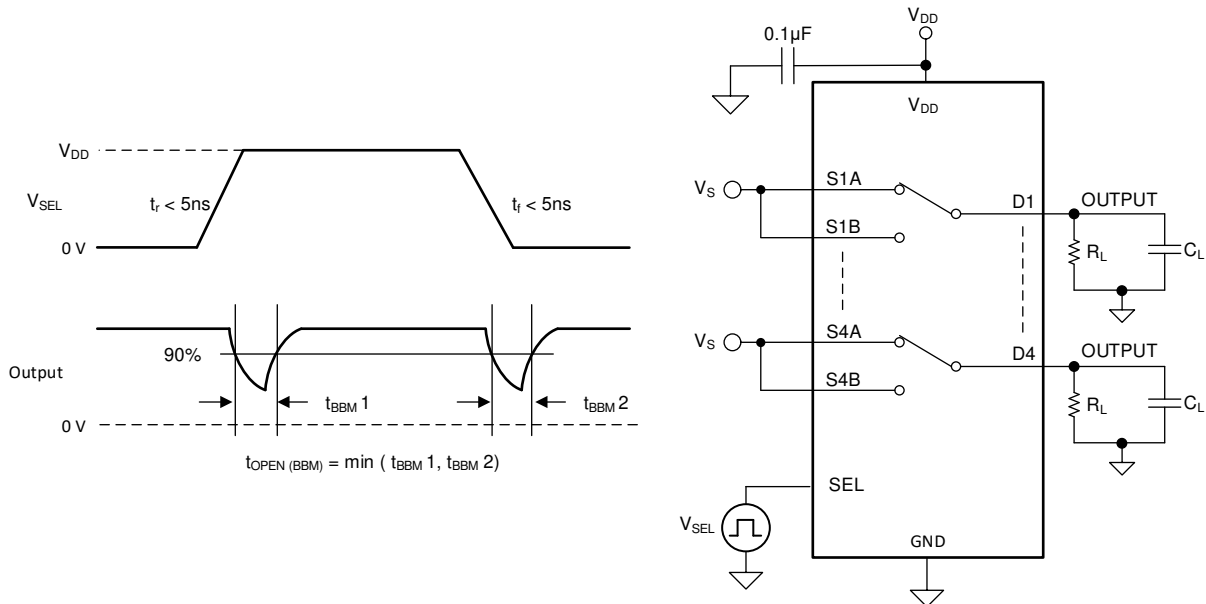 V_DD
V_SEL
t_r < 5ns
t_f < 5ns
0 V
90%
Output
t_BBM 1
t_BBM 2
0 V
t_OPEN (BBM) = min ( t_BBM 1, t_BBM 2)
V_DD
0.1µF
V_DD
V_S
S1A
D1
OUTPUT
S1B
R_L
C_L
V_S
S4A
D4
OUTPUT
S4B
R_L
C_L
SEL
V_SEL
GND